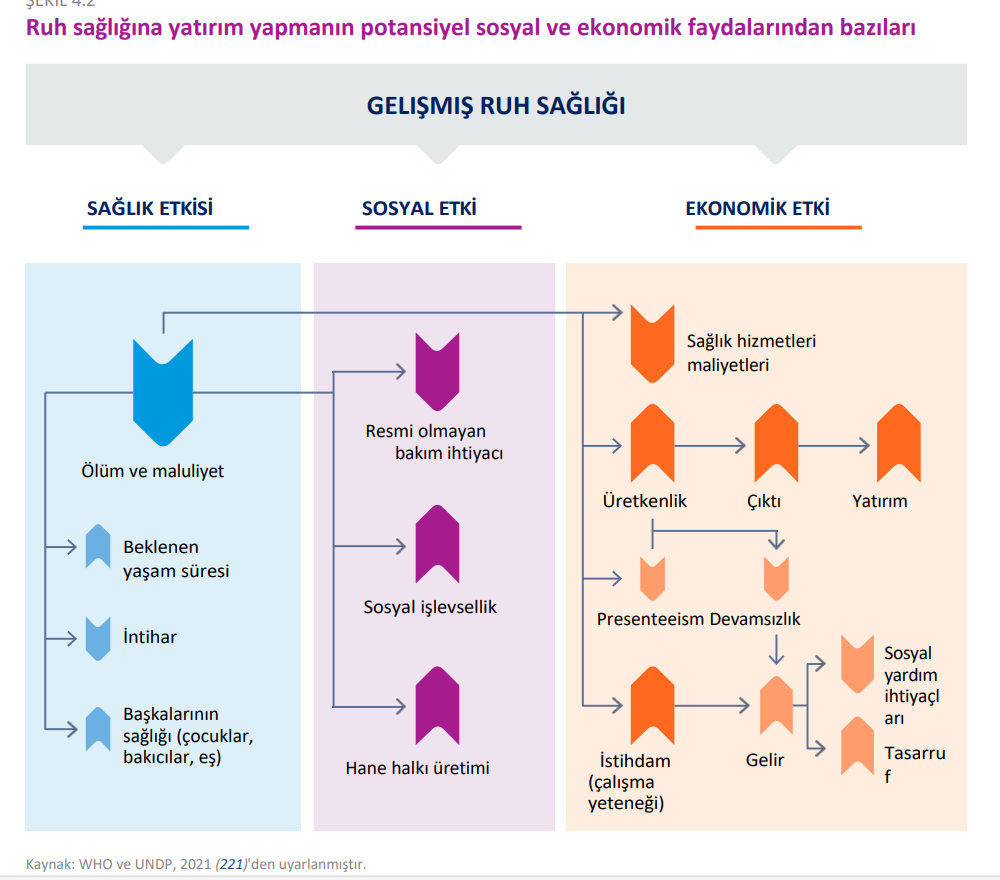 ŞEKİL 4.2
Ruh sağlığına yatırım yapmanın potansiyel sosyal ve ekonomik faydalarından bazıları
GELIŞMIŞ RUH SAĞLIĞI
SAĞLIK ETKİSİ
SOSYAL ETKİ
EKONOMİK ETKİ
Ölüm ve maluliyet
Beklenen
yaşam süresi
İntihar
Başkalarının
sağlığı (çocuklar,
bakıcılar, eş)
Resmi olmayan
bakım ihtiyacı
Sosyal işlevsellik
Hane halkı üretimi
Sağlık hizmetleri
maliyetleri
Üretkenlik
Çıktı
Yatırım
Presenteeism Devamsızlık
İstihdam
(çalışma
yeteneği)
Gelir
Sosyal
yardım
ihtiyaçl
arı
Tasarru
f
Kaynak: WHO ve UNDP, 2021 (221)'den uyarlanmıştır.